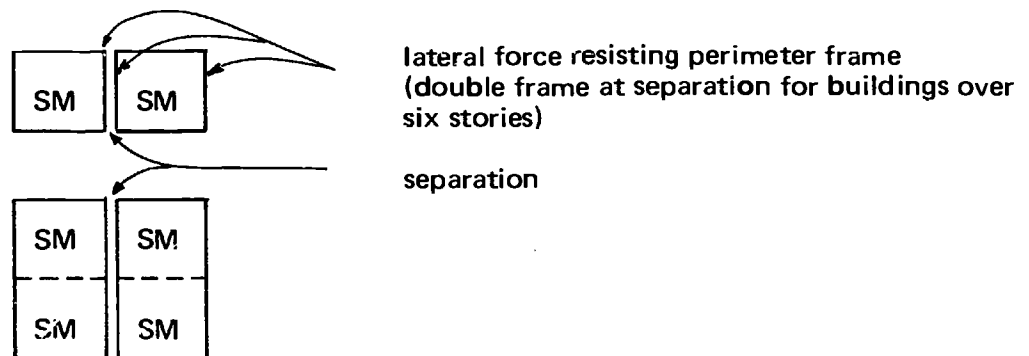 lateral force resisting perimeter frame
(double frame at separation for buildings over
six stories)
SM SM
separation
SM SM
SM SM